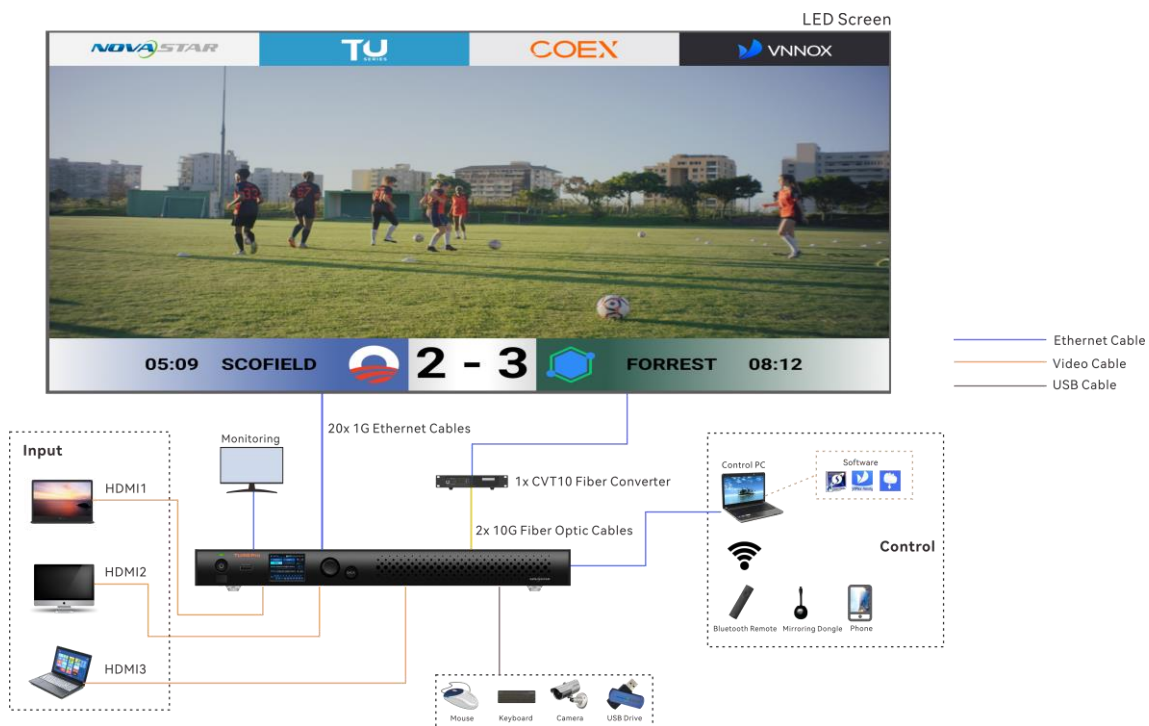 LED Screen
NOVASTAR
TU
SERIES
COEX
VNNOX
05:09 SCOFIELD 2 - 3 FORREST 08:12
Ethernet Cable
Video Cable
USB Cable
20x 1G Ethernet Cables
Input
Monitoring
HDMI1
1x CVT10 Fiber Converter
2x 10G Fiber Optic Cables
HDMI2
HDMI3
Control PC
Software
Control
Bluetooth Remote Mirroring Dongle Phone
Mouse Keyboard Camera USB Drive